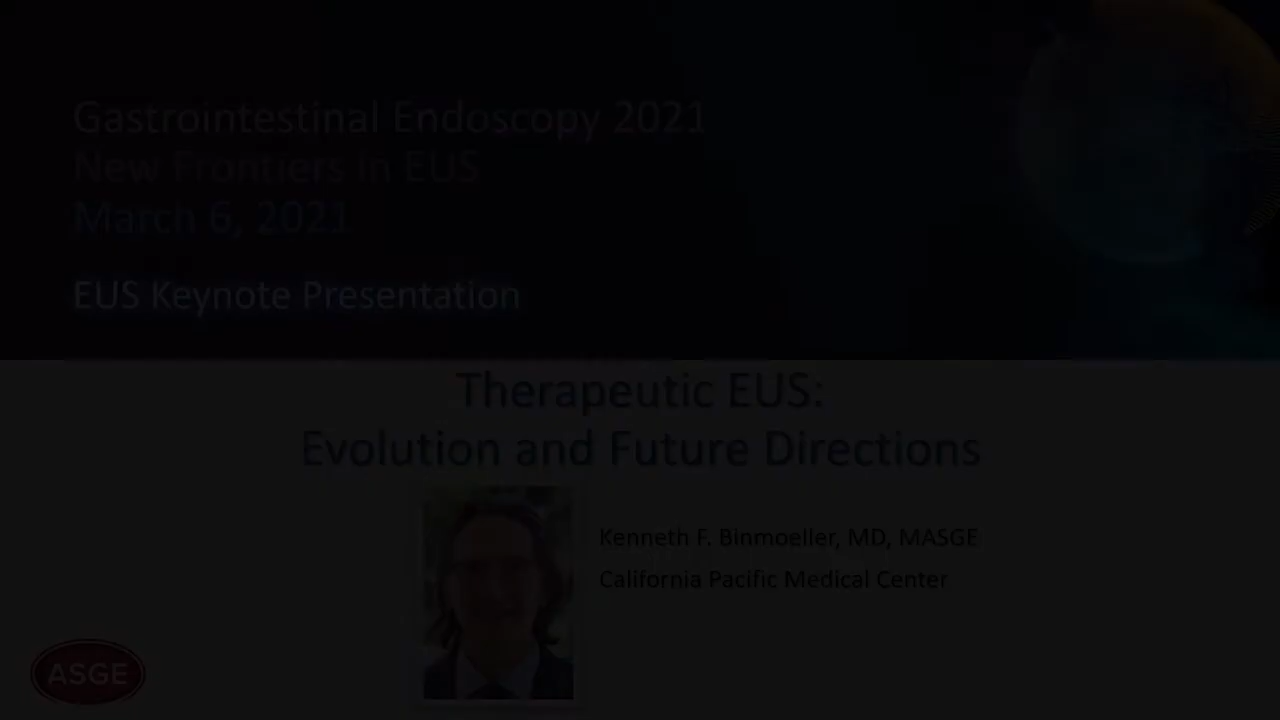 Gastrointestinal Endoscopy 2021
New Frontiers in EUS
March 6, 2021
EUS Keynote Presentation
Therapeutic EUS:
Evolution and Future Directions
Kenneth F. Binmoeller, MD, MASGE
California Pacific Medical Center
ASGE